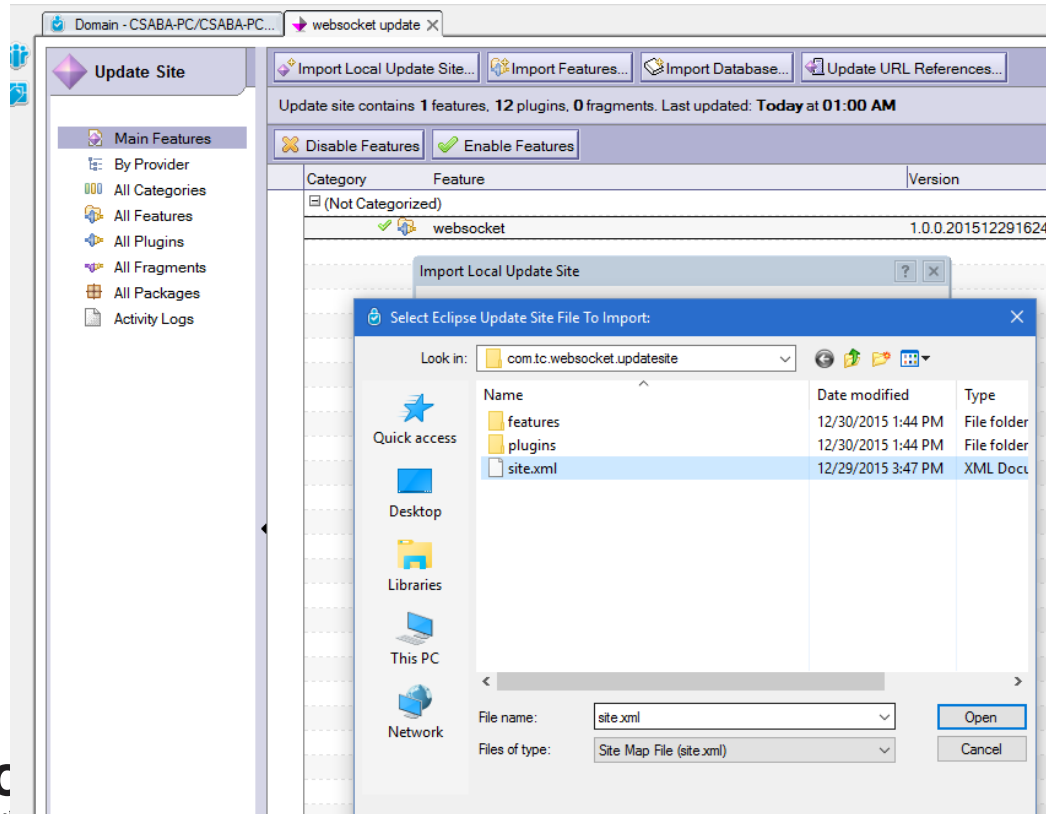 Domain - CSABA-PC/CSABA-PC... websocket update
Update Site
Import Local Update Site... Import Features... Import Database... Update URL References...
Update site contains 1 features, 12 plugins, 0 fragments. Last updated: Today at 01:00 AM
Main Features
By Provider
All Categories
All Features
All Plugins
All Fragments
All Packages
Activity Logs
Disable Features Enable Features
Category Feature Version
(Not Categorized)
websocket 1.0.0.201512291624
Import Local Update Site ?
Select Eclipse Update Site File To Import:
Look in: com.tc.websocket.updatesite
Quick access
Desktop
Libraries
This PC
Network
Name Date modified Type
features 12/30/2015 1:44 PM File folder
plugins 12/30/2015 1:44 PM File folder
site.xml 12/29/2015 3:47 PM XML Docu
File name: site.xml Open
Files of type: Site Map File (site.xml) Cancel